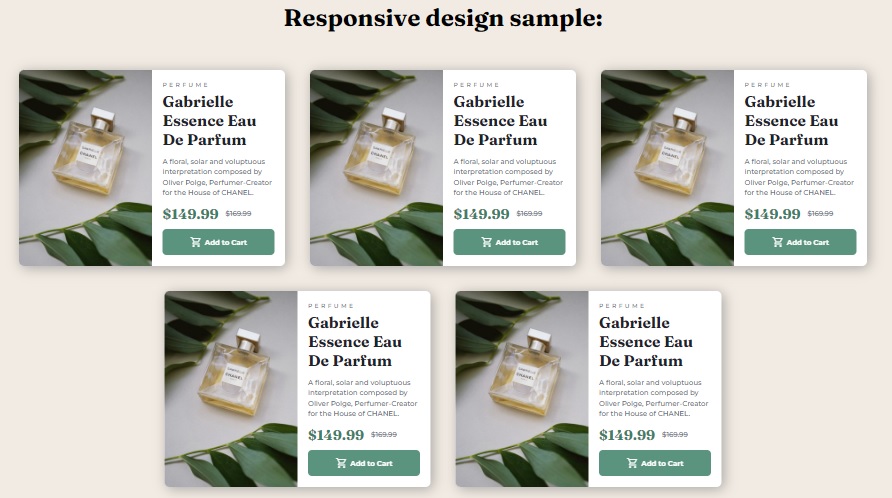 Responsive design sample:
PERFUME
Gabrielle
Essence Eau
De Parfum
A floral, solar and voluptuous
interpretation composed by
Oliver Polge, Perfumer-Creator
for the House of CHANEL.
$149.99 $169.99
Add to Cart
PERFUME
Gabrielle
Essence Eau
De Parfum
A floral, solar and voluptuous
interpretation composed by
Oliver Polge, Perfumer-Creator
for the House of CHANEL.
$149.99 $169.99
Add to Cart
PERFUME
Gabrielle
Essence Eau
De Parfum
A floral, solar and voluptuous
interpretation composed by
Oliver Polge, Perfumer-Creator
for the House of CHANEL.
$149.99 $169.99
Add to Cart
PERFUME
Gabrielle
Essence Eau
De Parfum
A floral, solar and voluptuous
interpretation composed by
Oliver Polge, Perfumer-Creator
for the House of CHANEL.
$149.99 $169.99
Add to Cart
PERFUME
Gabrielle
Essence Eau
De Parfum
A floral, solar and voluptuous
interpretation composed by
Oliver Polge, Perfumer-Creator
for the House of CHANEL.
$149.99 $169.99
Add to Cart